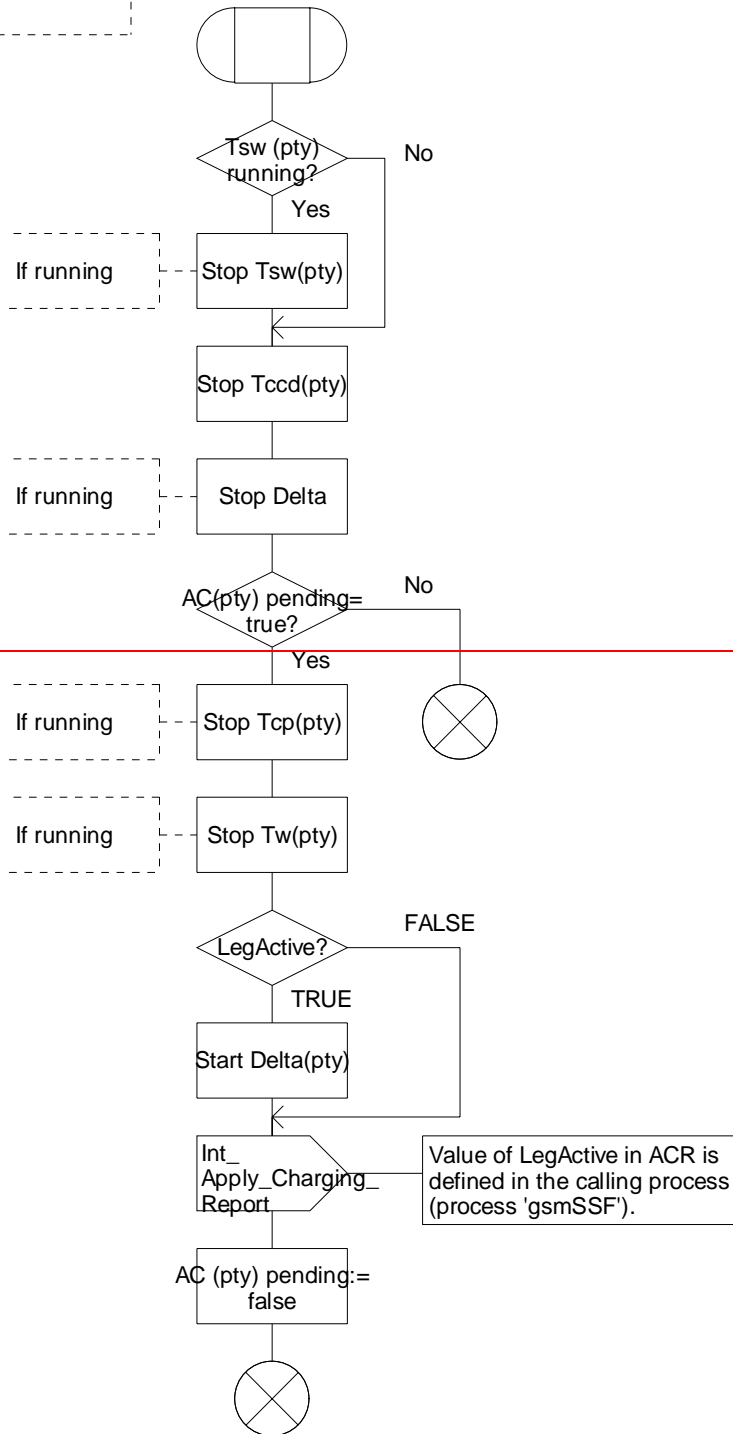 Tsw (pty)
running?
No
Yes
If running
Stop Tsw(pty)
Stop Tccd(pty)
If running
Stop Delta
AC(pty) pending=
true?
No
Yes
If running
Stop Tcp(pty)
If running
Stop Tw(pty)
LegActive?
FALSE
TRUE
Start Delta(pty)
Int_
Apply_Charging_
Report
Value of LegActive in ACR is
defined in the calling process
(process 'gsmSSF').
AC (pty) pending:=
false